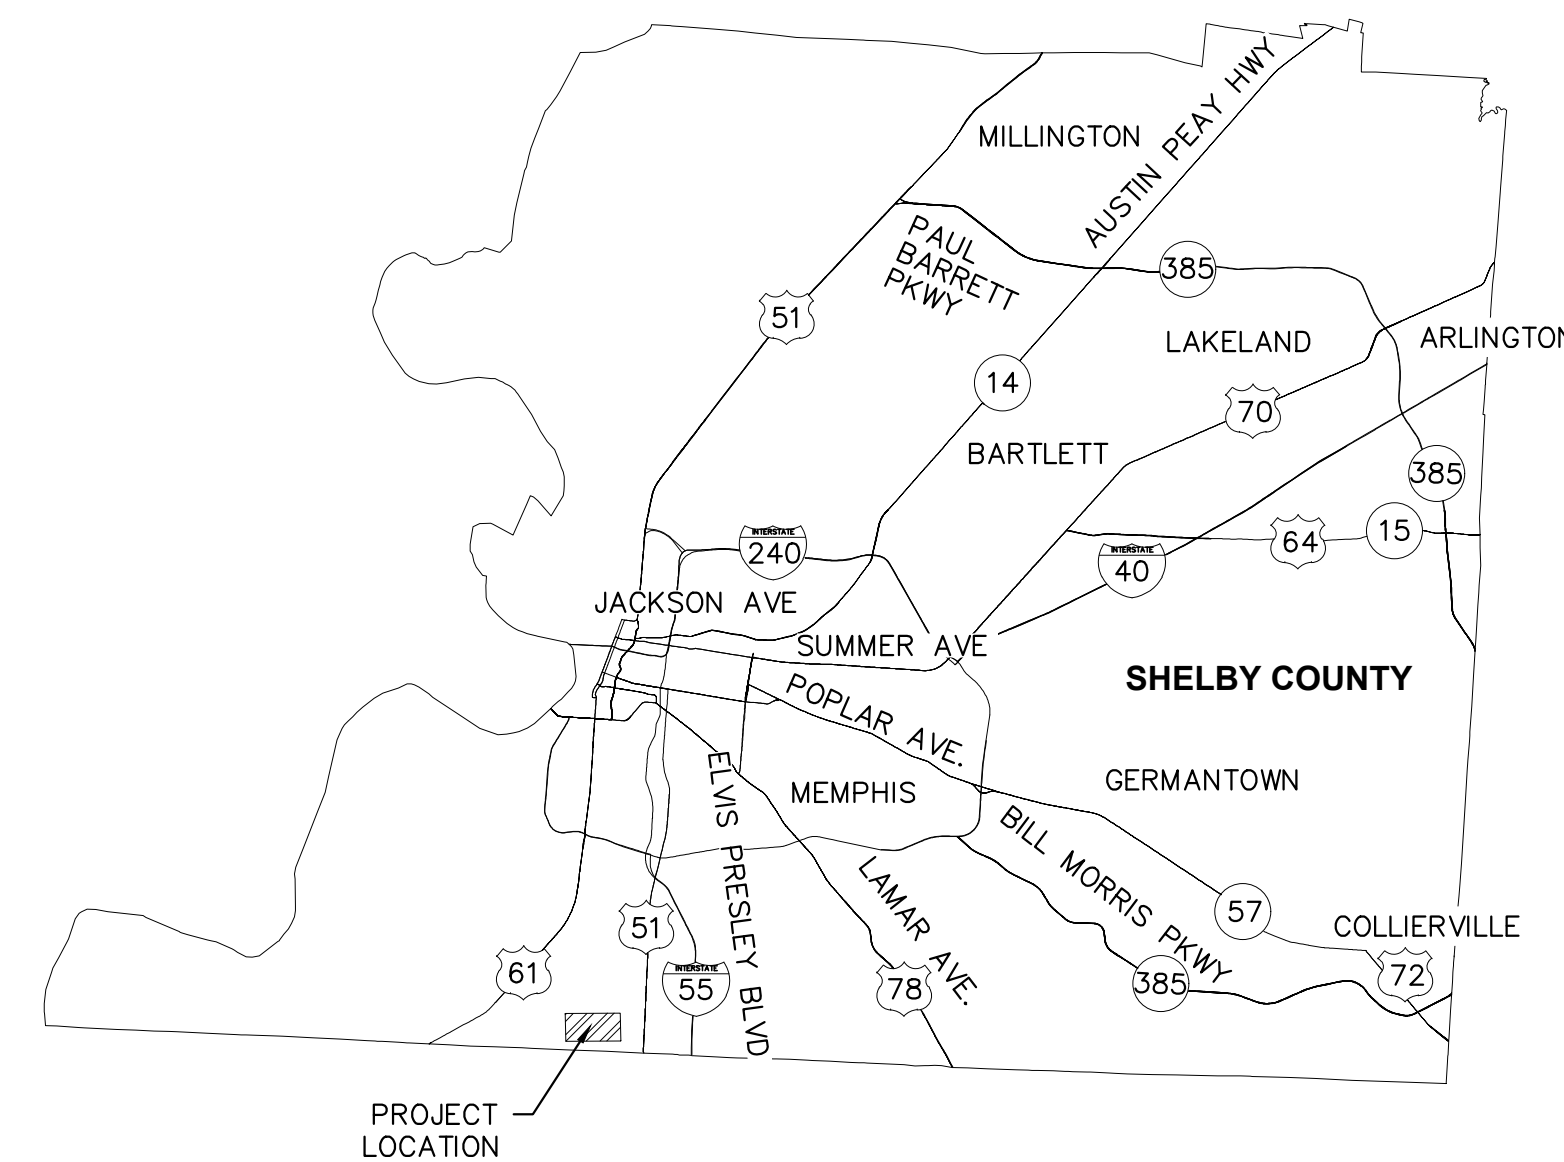 MILLINGTON
AUSTIN PEAY HWY
PAUL
BARRETT
PKWY
385
51
LAKELAND
ARLINGTON
14
70
BARTLETT
385
INTERSTATE
240
64
15
INTERSTATE
40
JACKSON AVE
SUMMER AVE
SHELBY COUNTY
POPLAR AVE.
ELVIS PRESLEY BLVD
MEMPHIS
GERMANTOWN
BILL MORRIS PKWY
LAMAR AVE.
57
51
COLLIERVILLE
61
INTERSTATE
55
78
385
72
PROJECT
LOCATION